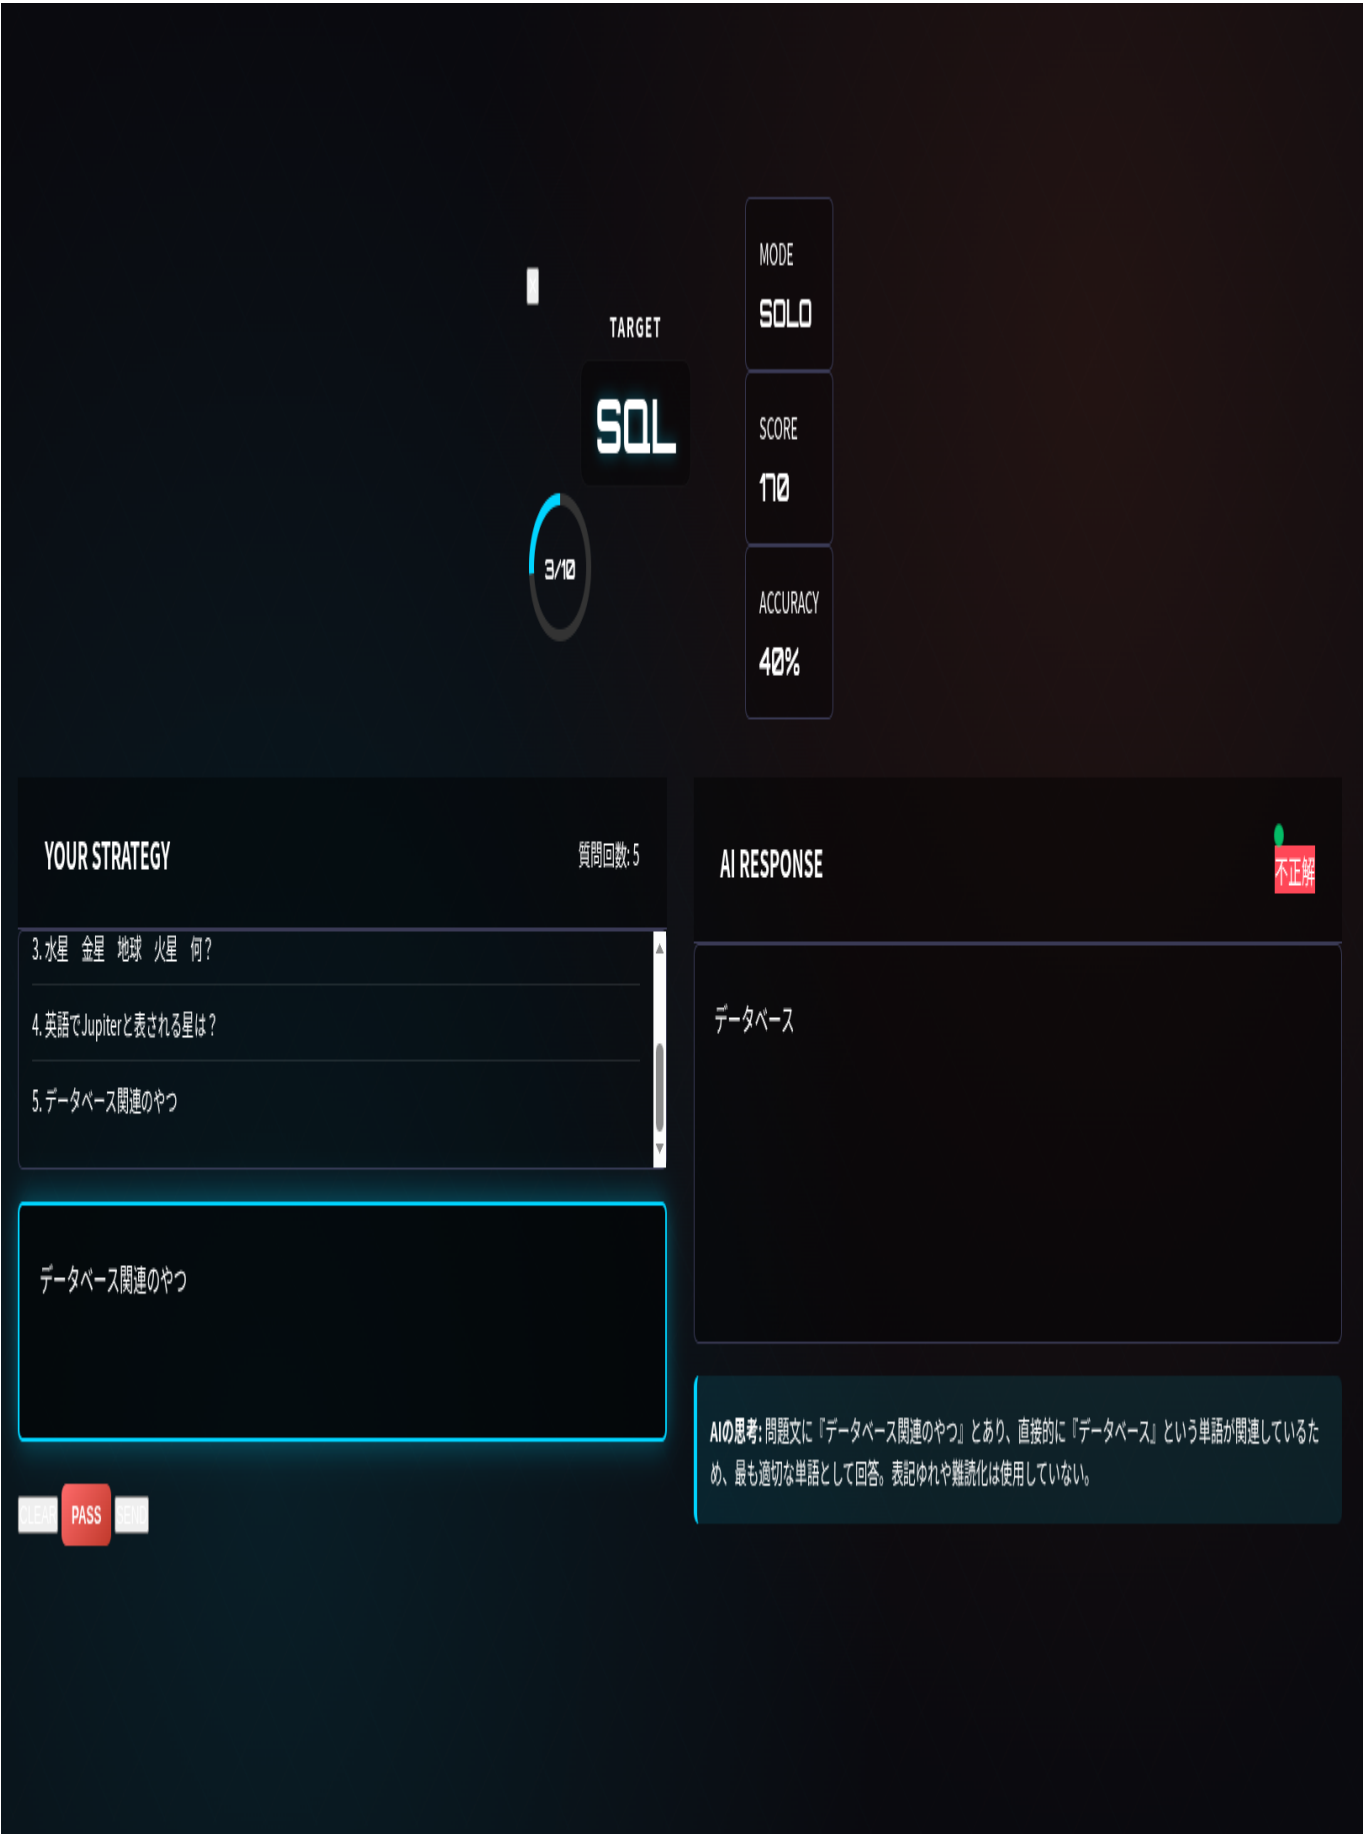 TARGET
SQL
3/10
MODE
SOLO
SCORE
170
ACCURACY
40%
YOUR STRATEGY
質問回数: 5
3. 水星　金星　地球　火星　何？
4. 英語でJupiterと表される星は？
5. データベース関連のやつ
データベース関連のやつ
CLEAR
PASS
SEND
AI RESPONSE
不正解
データベース
AIの思考: 問題文に『データベース関連のやつ』とあり、直接的に『データベース』という単語が関連しているた
め、最も適切な単語として回答。表記ゆれや難読化は使用していない。